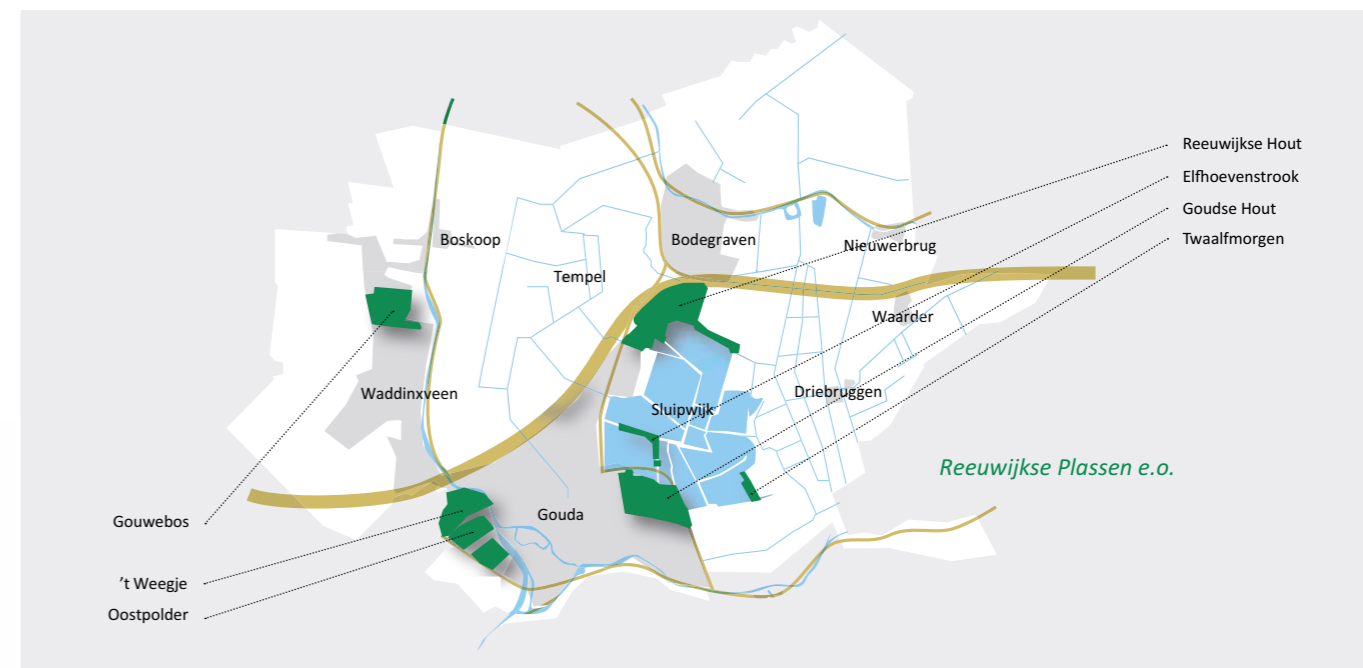 Reeuwijkse Hout
Elfhoevenstrook
Goudse Hout
Twaalfmorgen
Boskoop
Bodegraven
Nieuwerbrug
Tempel
Waarder
Waddinxveen
Driebruggen
Sluipwijk
Reeuwijkse Plassen e.o.
Gouda
Gouwebos
’t Weegje
Oostpolder